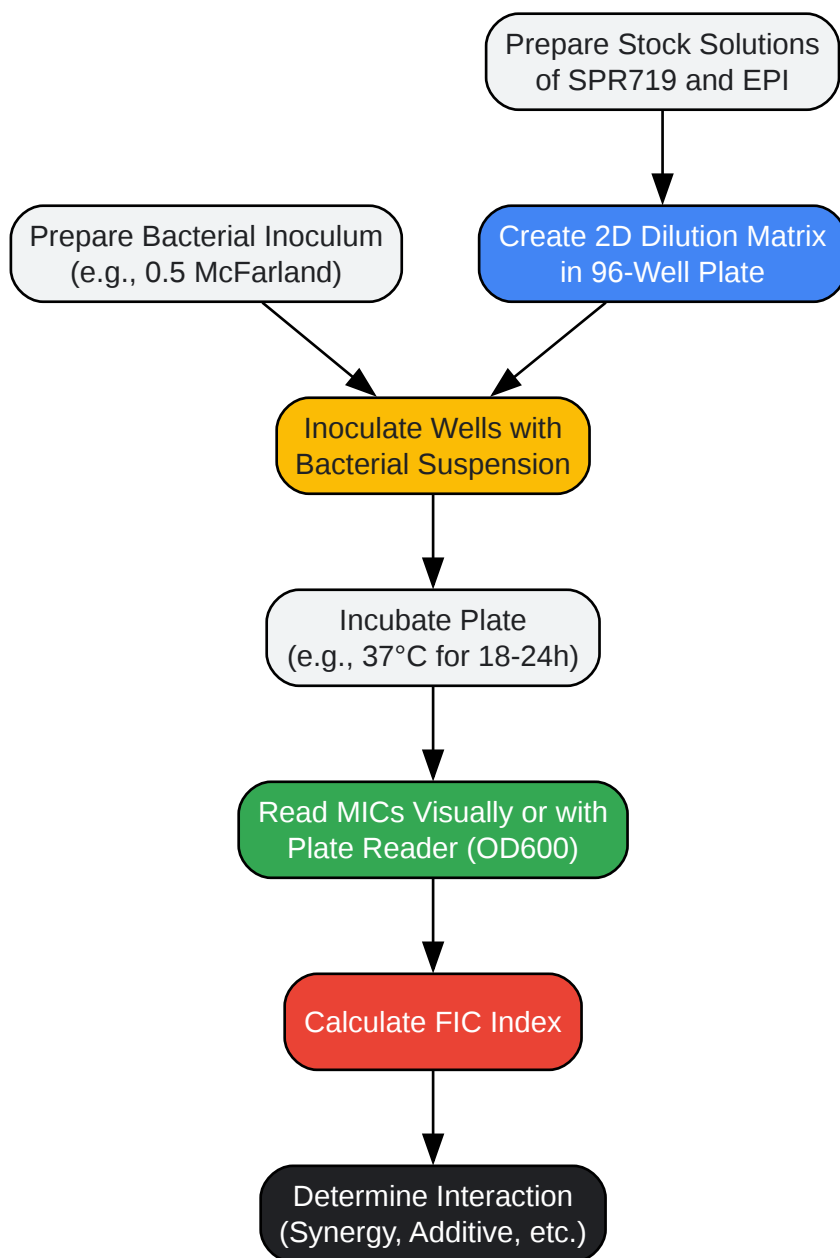 Prepare Stock Solutions
of SPR719 and EPI
Prepare Bacterial Inoculum
(e.g., 0.5 McFarland)
Create 2D Dilution Matrix
in 96-Well Plate
Inoculate Wells with
Bacterial Suspension
Incubate Plate
(e.g., 37°C for 18-24h)
Read MICs Visually or with
Plate Reader (OD600)
Calculate FIC Index
Determine Interaction
(Synergy, Additive, etc.)